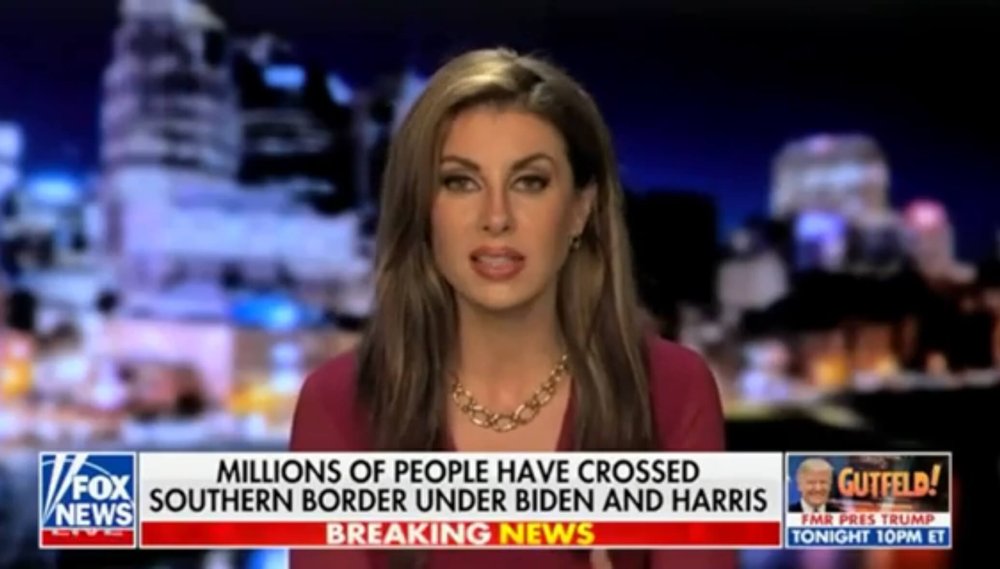 MILLIONS OF PEOPLE HAVE CROSSED
SOUTHERN BORDER UNDER BIDEN AND HARRIS
BREAKING NEWS
FOX
NEWS
LIVE
GUTFELD!
FMR PRES TRUMP
TONIGHT 10PM ET